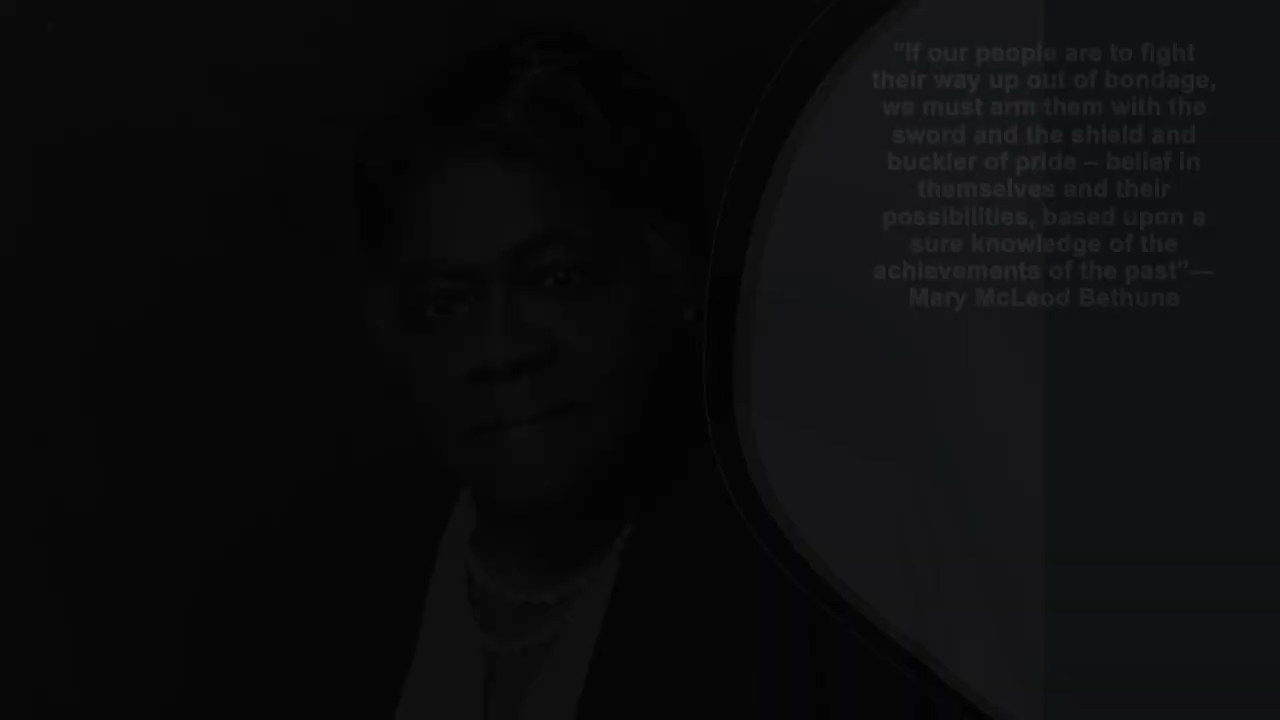 “If our people are to fight
their way up out of bondage,
we must arm them with the
sword and the shield and
buckler of pride – belief in
themselves and their
possibilities, based upon a
sure knowledge of the
achievements of the past”—
Mary McLeod Bethune